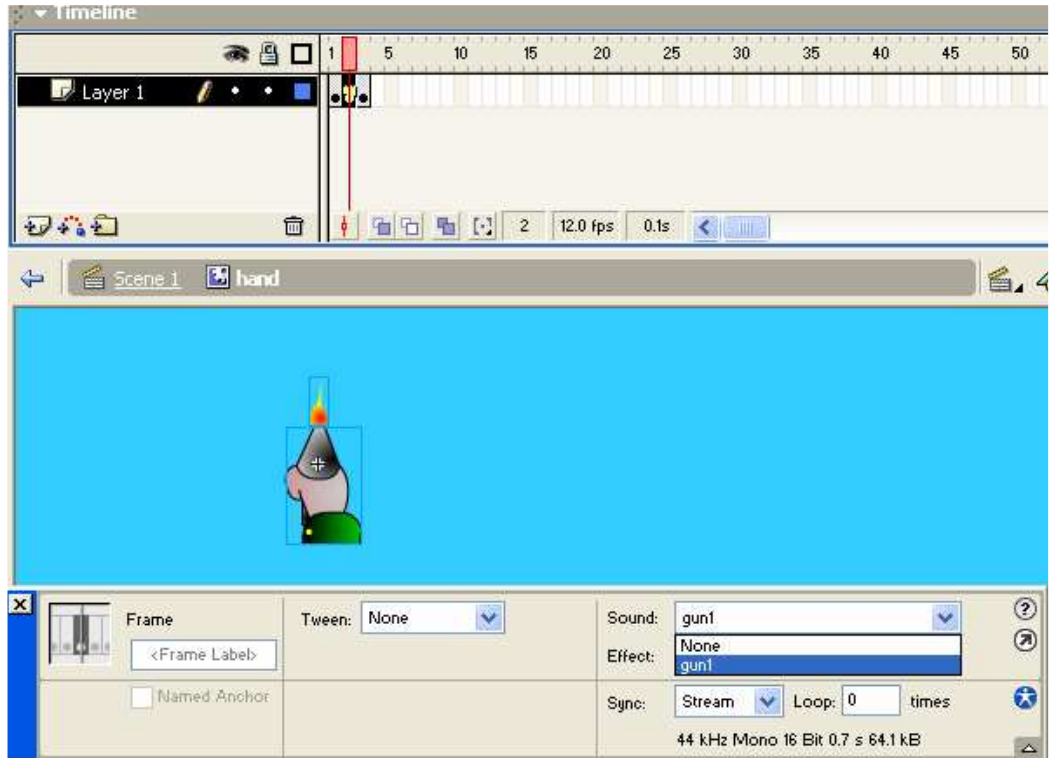 Timeline
1 5 10 15 20 25 30 35 40 45 50
Layer 1
2 12.0 fps 0.1s
Scene 1 hand
Frame Tween: None Sound: gun1
<Frame Label> Effect: None
gun1
Named Anchor Sync: Stream Loop: 0 times
44 kHz Mono 16 Bit 0.7 s 64.1 kB